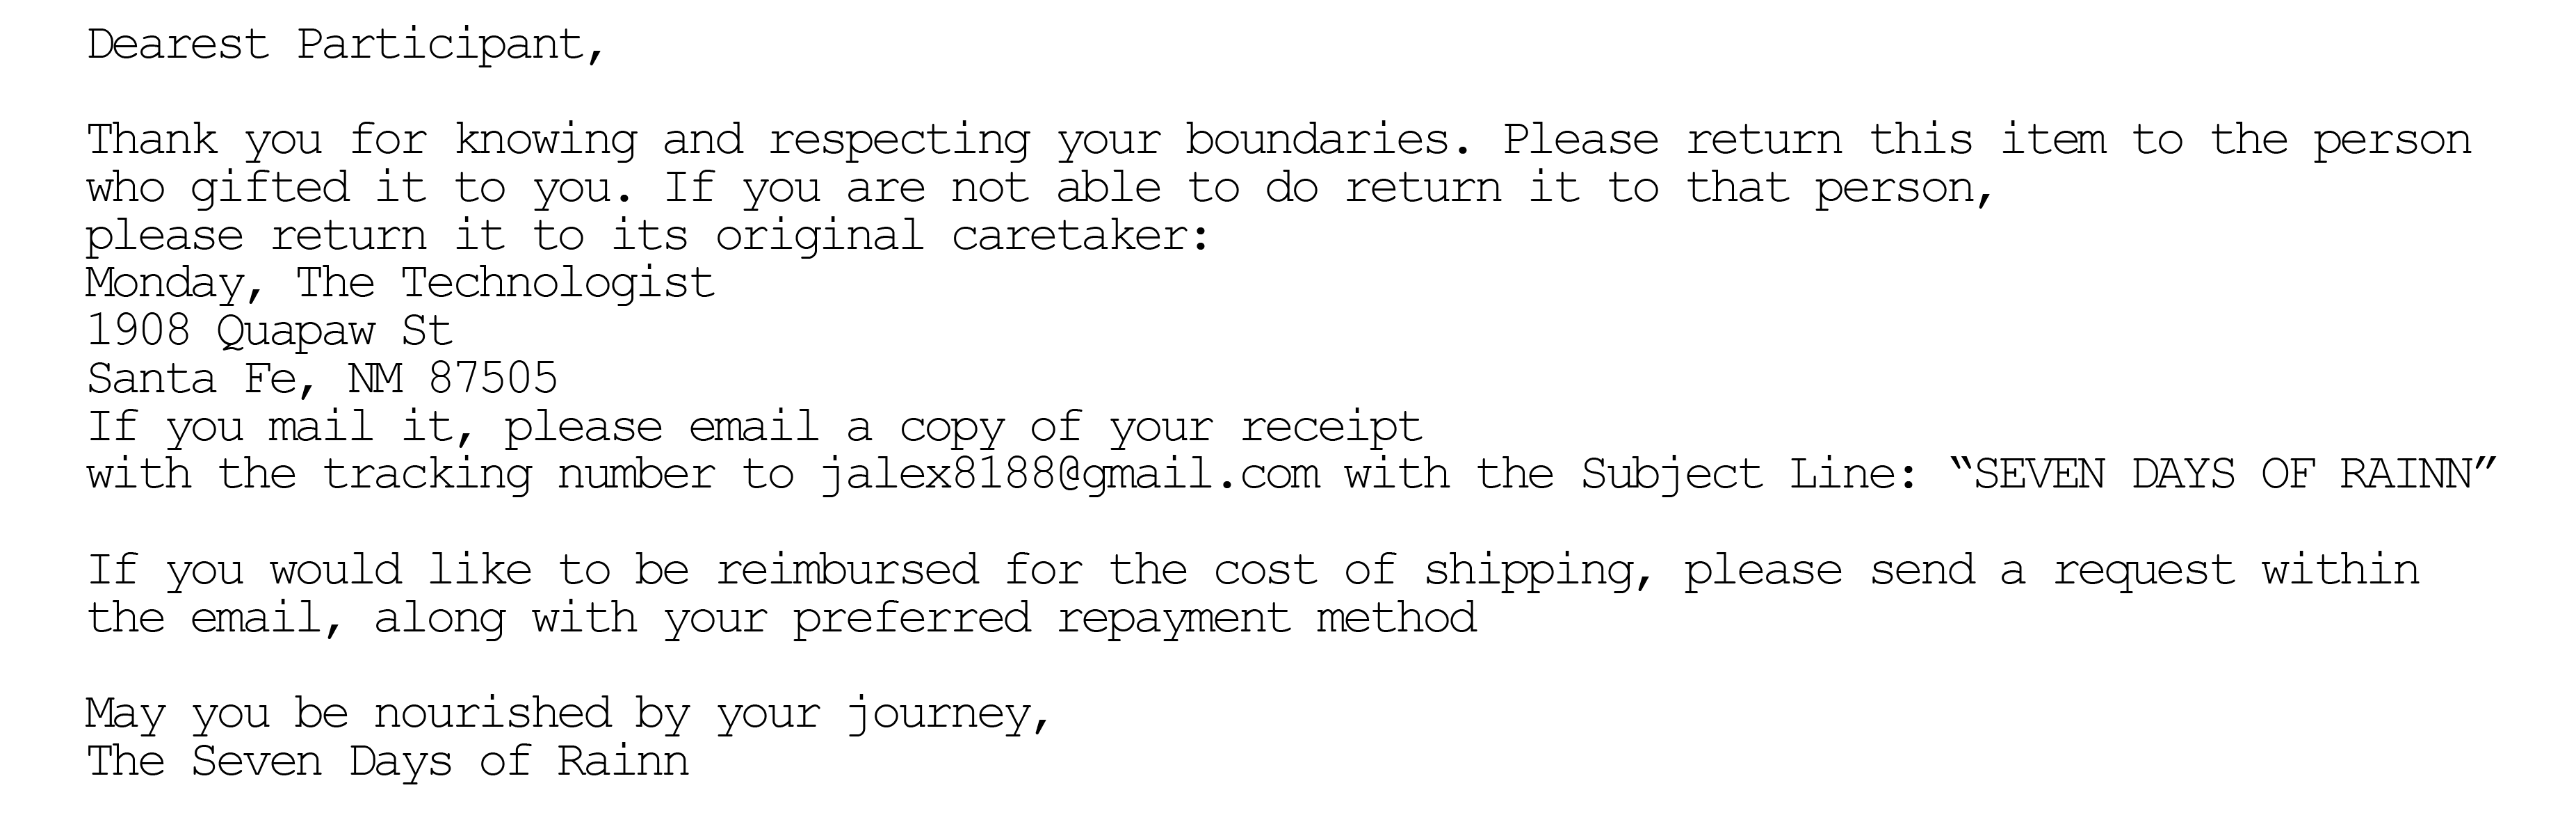 Dearest Participant,
Thank you for knowing and respecting your boundaries. Please return this item to the person
who gifted it to you. If you are not able to do return it to that person,
please return it to its original caretaker:
Monday, The Technologist
1908 Quapaw St
Santa Fe, NM 87505
If you mail it, please email a copy of your receipt
with the tracking number to jalex8188@gmail.com with the Subject Line: “SEVEN DAYS OF RAINN”
If you would like to be reimbursed for the cost of shipping, please send a request within
the email, along with your preferred repayment method
May you be nourished by your journey,
The Seven Days of Rainn